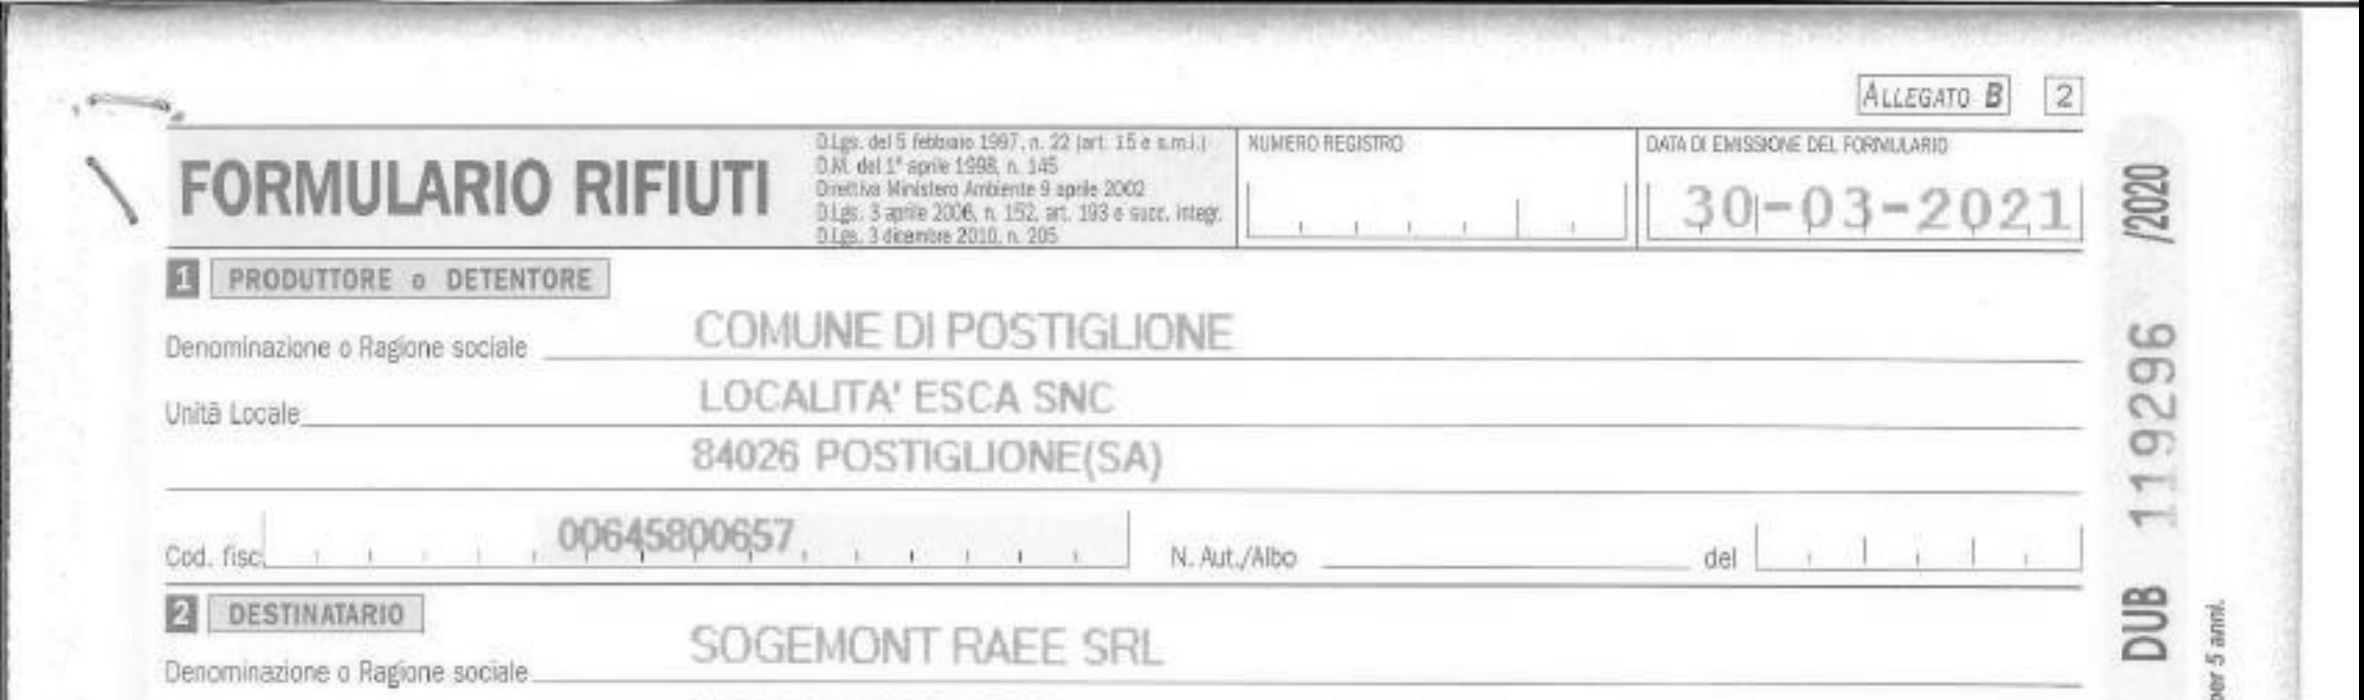 ALLEGATO B 2
FORMULARIO RIFIUTI
D.Lgs. del 5 febbraio 1997, n. 22 (art. 15 e s.m.i.)
D.M. del 1° aprile 1998, n. 145
Direttiva Ministero Ambiente 9 aprile 2002
D.Lgs. 3 aprile 2006, n. 152, art. 193 e succ. integr.
D.Lgs. 3 dicembre 2010, n. 205
NUMERO REGISTRO
DATA DI EMISSIONE DEL FORMULARIO
30-03-2021
1 PRODUTTORE o DETENTORE
Denominazione o Ragione sociale COMUNE DI POSTIGLIONE
Unità Locale LOCALITA' ESCA SNC
84026 POSTIGLIONE(SA)
Cod. fisc. 00645800657 N. Aut./Albo del
2 DESTINATARIO
Denominazione o Ragione sociale SOGEMONT RAEE SRL
DUB 119296 /2020
per 5 anni.